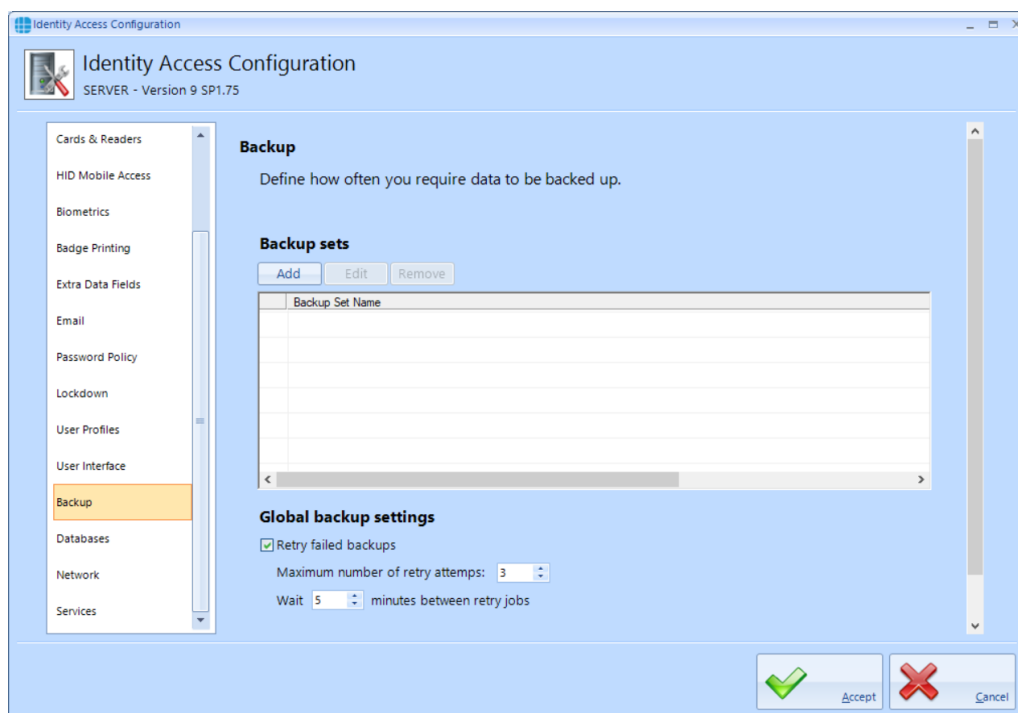 Identity Access Configuration
Identity Access Configuration
SERVER - Version 9 SP1.75
Cards & Readers
HID Mobile Access
Biometrics
Badge Printing
Extra Data Fields
Email
Password Policy
Lockdown
User Profiles
User Interface
Backup
Databases
Network
Services
Backup
Define how often you require data to be backed up.
Backup sets
Add Edit Remove
Backup Set Name
Global backup settings
Retry failed backups
Maximum number of retry attemps: 3
Wait 5 minutes between retry jobs
Accept Cancel